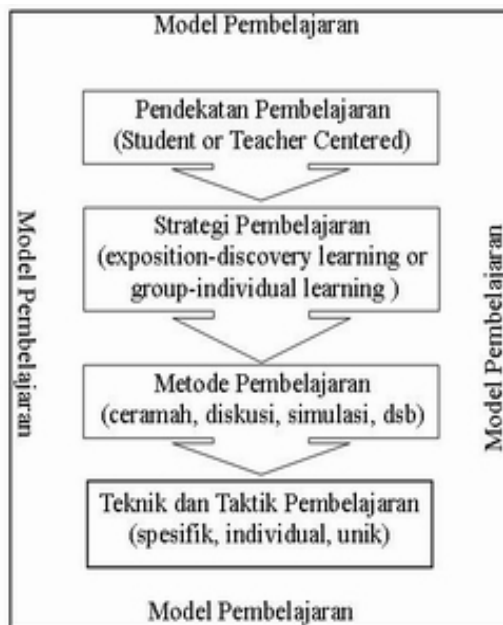 Model Pembelajaran
Pendekatan Pembelajaran
(Student or Teacher Centered)
Strategi Pembelajaran
(exposition-discovery learning or
group-individual learning )
Metode Pembelajaran
(ceramah, diskusi, simulasi, dsb)
Teknik dan Taktik Pembelajaran
(spesifik, individual, unik)
Model Pembelajaran
Model Pembelajaran
Model Pembelajaran